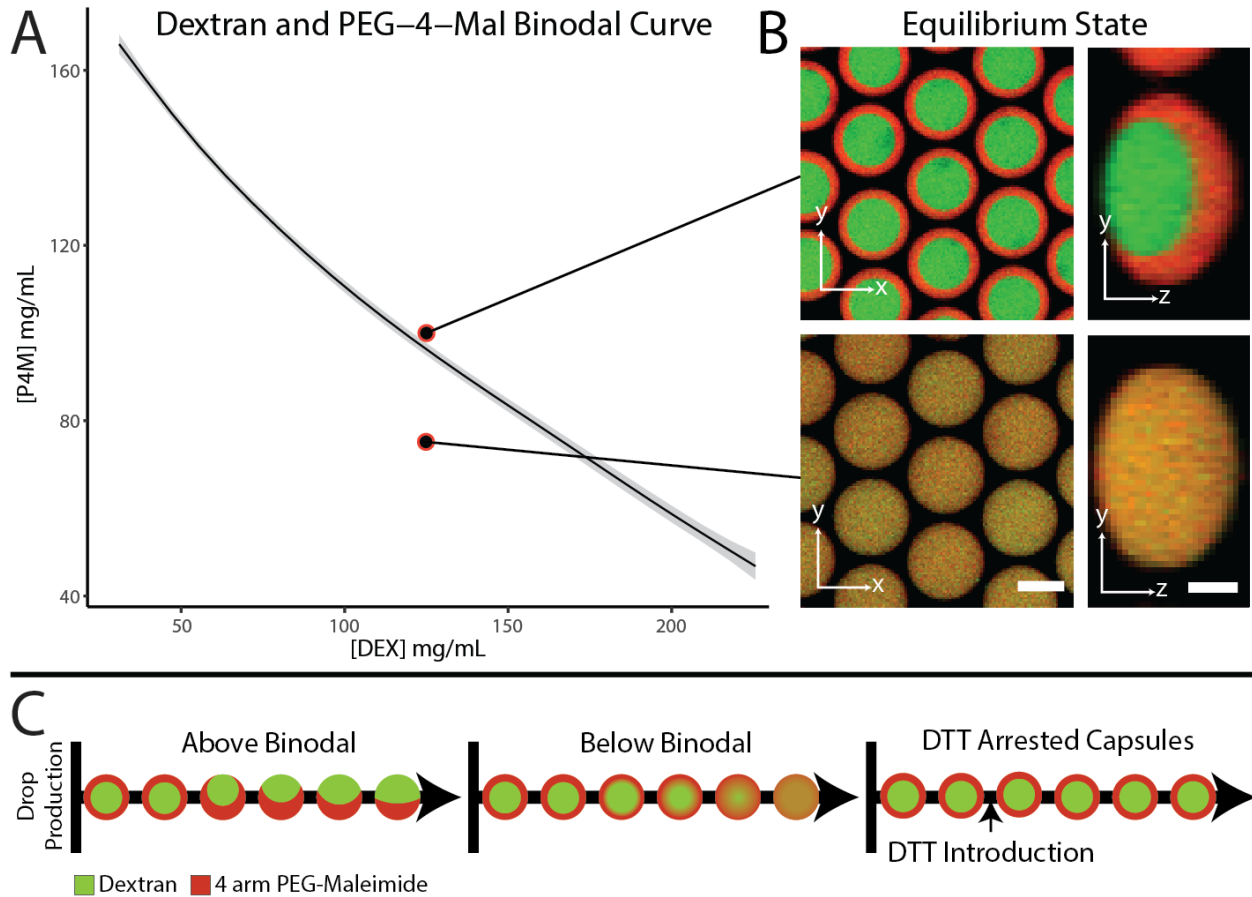 A
Dextran and PEG–4–Mal Binodal Curve
160
120
80
40
[P4M] mg/mL
50
100
150
200
[DEX] mg/mL
B
Equilibrium State
y
x
y
z
y
x
y
z
C
Drop
Production
Above Binodal
Below Binodal
DTT Arrested Capsules
DTT Introduction
Dextran
4 arm PEG-Maleimide